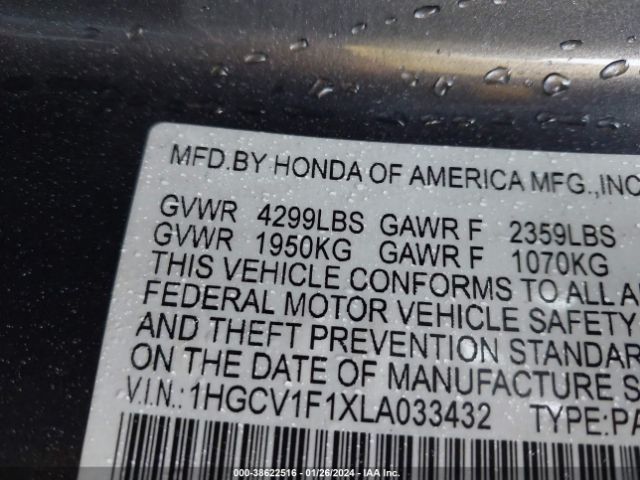 MFD.BY HONDA OF AMERICA MFG.,INC
GVWR 4299LBS GAWR F 2359LBS
GVWR 1950KG GAWR F 1070KG
THIS VEHICLE CONFORMS TO ALL
FEDERAL MOTOR VEHICLE SAFETY
AND THEFT PREVENTION STANDAR
ON THE DATE OF MANUFACTURE S
V.I.N.: 1HGCV1F1XLA033432 TYPE:PA
000-38622516 - 01/26/2024 - IAA Inc.